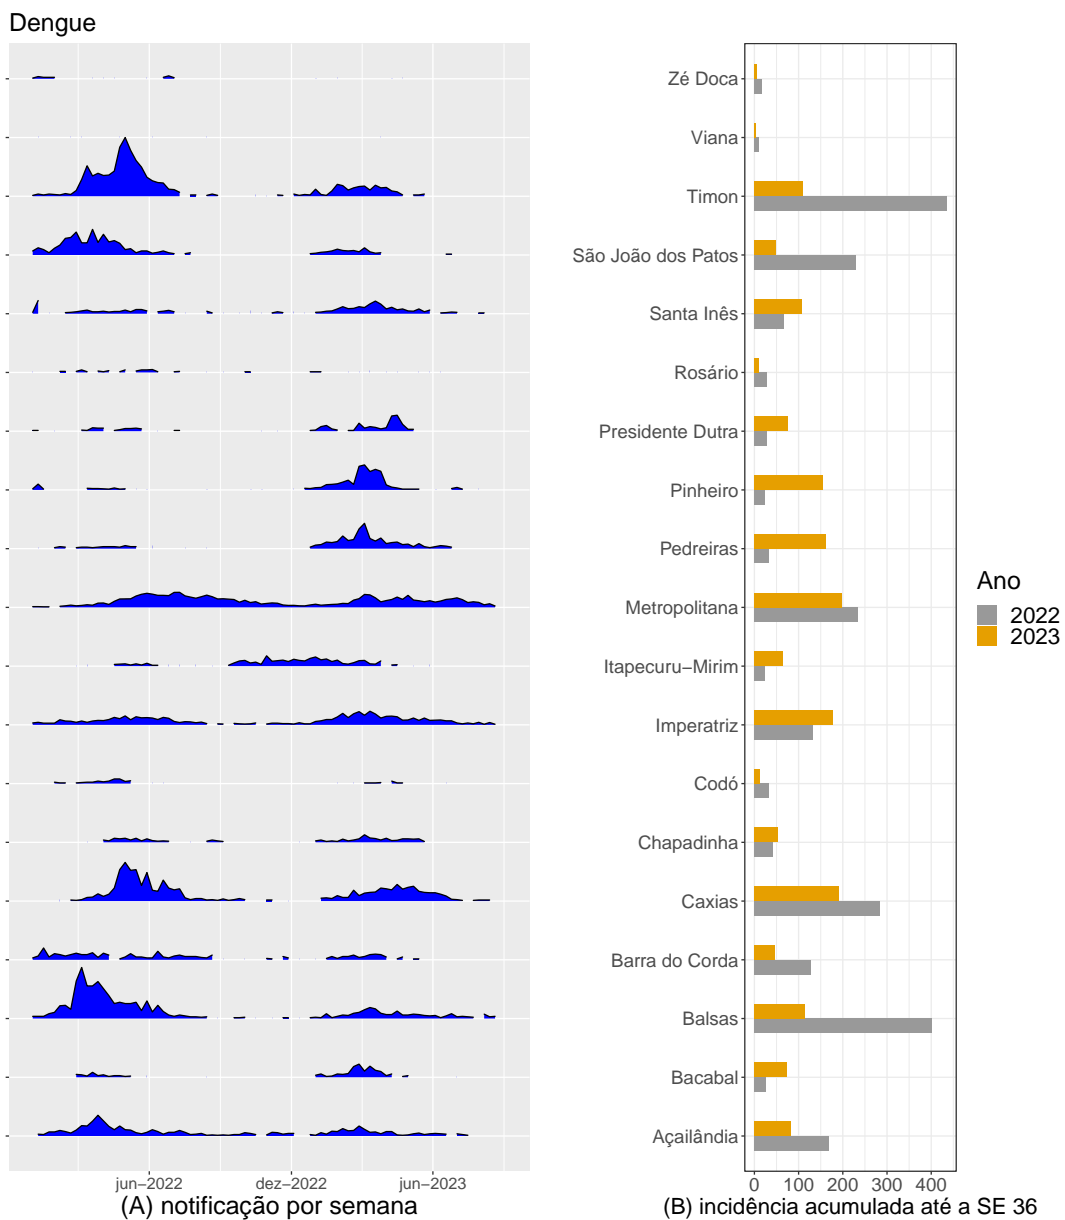 Dengue
Zé Doca
Viana
Timon
São João dos Patos
Santa Inês
Rosário
Presidente Dutra
Pinheiro
Pedreiras
Metropolitana
Itapecuru−Mirim
Imperatriz
Codó
Chapadinha
Caxias
Barra do Corda
Balsas
Bacabal
Açailândia
Ano
2022
2023
jun−2022 dez−2022 jun−2023
0 100 200 300 400
(A) notificação por semana
(B) incidência acumulada até a SE 36